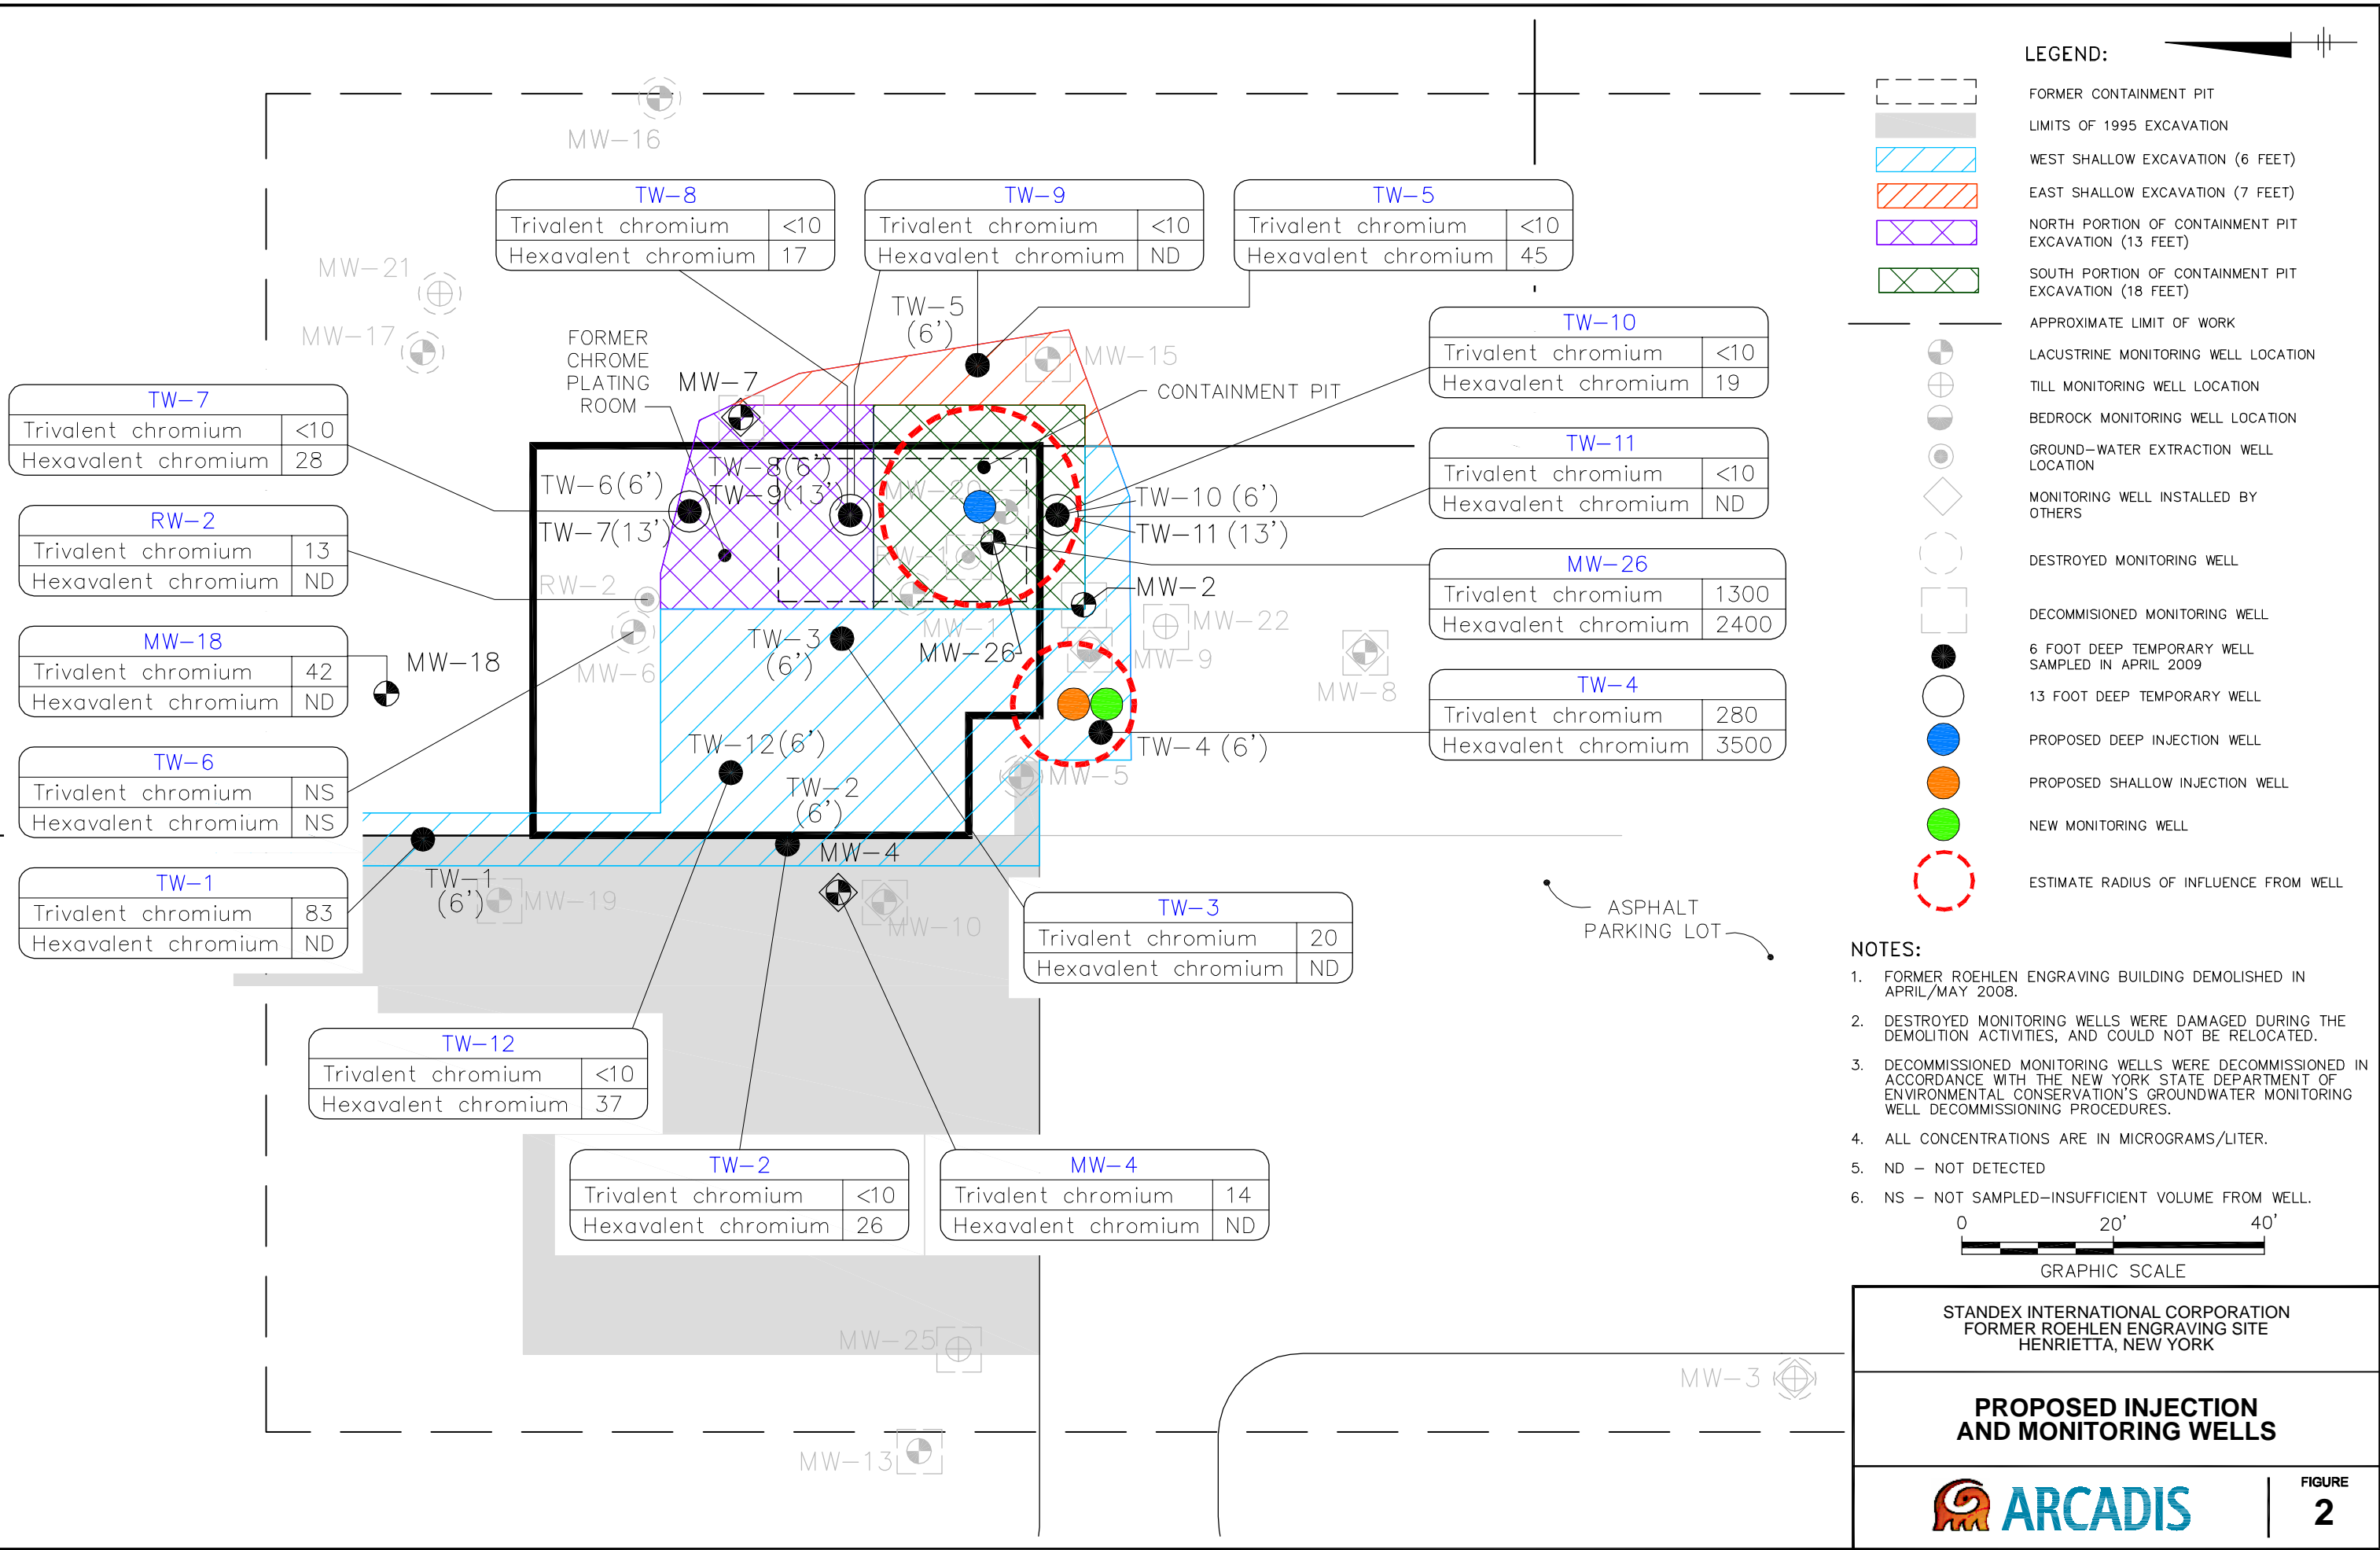 LEGEND:
FORMER CONTAINMENT PIT
LIMITS OF 1995 EXCAVATION
WEST SHALLOW EXCAVATION (6 FEET)
EAST SHALLOW EXCAVATION (7 FEET)
NORTH PORTION OF CONTAINMENT PIT
EXCAVATION (13 FEET)
SOUTH PORTION OF CONTAINMENT PIT
EXCAVATION (18 FEET)
APPROXIMATE LIMIT OF WORK
LACUSTRINE MONITORING WELL LOCATION
TILL MONITORING WELL LOCATION
BEDROCK MONITORING WELL LOCATION
GROUND-WATER EXTRACTION WELL
LOCATION
MONITORING WELL INSTALLED BY
OTHERS
DESTROYED MONITORING WELL
DECOMMISIONED MONITORING WELL
6 FOOT DEEP TEMPORARY WELL
SAMPLED IN APRIL 2009
13 FOOT DEEP TEMPORARY WELL
PROPOSED DEEP INJECTION WELL
PROPOSED SHALLOW INJECTION WELL
NEW MONITORING WELL
ESTIMATE RADIUS OF INFLUENCE FROM WELL
NOTES:
1. FORMER ROEHLEN ENGRAVING BUILDING DEMOLISHED IN
APRIL/MAY 2008.
2. DESTROYED MONITORING WELLS WERE DAMAGED DURING THE
DEMOLITION ACTIVITIES, AND COULD NOT BE RELOCATED.
3. DECOMMISSIONED MONITORING WELLS WERE DECOMMISSIONED IN
ACCORDANCE WITH THE NEW YORK STATE DEPARTMENT OF
ENVIRONMENTAL CONSERVATION'S GROUNDWATER MONITORING
WELL DECOMMISSIONING PROCEDURES.
4. ALL CONCENTRATIONS ARE IN MICROGRAMS/LITER.
5. ND - NOT DETECTED
6. NS - NOT SAMPLED-INSUFFICIENT VOLUME FROM WELL.
0 20' 40'
GRAPHIC SCALE
STANDEX INTERNATIONAL CORPORATION
FORMER ROEHLEN ENGRAVING SITE
HENRIETTA, NEW YORK
PROPOSED INJECTION
AND MONITORING WELLS
ARCADIS
FIGURE
2
MW-16
TW-8
Trivalent chromium <10
Hexavalent chromium 17
TW-9
Trivalent chromium <10
Hexavalent chromium ND
TW-5
Trivalent chromium <10
Hexavalent chromium 45
MW-21
MW-17
FORMER
CHROME
PLATING
ROOM
MW-7
TW-5
(6')
MW-15
CONTAINMENT PIT
TW-10
Trivalent chromium <10
Hexavalent chromium 19
TW-7
Trivalent chromium <10
Hexavalent chromium 28
TW-11
Trivalent chromium <10
Hexavalent chromium ND
TW-6(6')
TW-7(13')
TW-8(6')
TW-9(13')
MW-20
TW-10 (6')
TW-11 (13')
RW-2
Trivalent chromium 13
Hexavalent chromium ND
RW-1
RW-2
MW-26
Trivalent chromium 1300
Hexavalent chromium 2400
MW-2
MW-22
MW-1
MW-26
MW-9
MW-8
MW-18
Trivalent chromium 42
Hexavalent chromium ND
MW-18
MW-6
TW-3
(6')
TW-4
Trivalent chromium 280
Hexavalent chromium 3500
TW-4 (6')
MW-5
TW-12(6')
TW-2
(6')
TW-6
Trivalent chromium NS
Hexavalent chromium NS
MW-4
TW-1
(6')
MW-19
MW-10
TW-1
Trivalent chromium 83
Hexavalent chromium ND
TW-3
Trivalent chromium 20
Hexavalent chromium ND
ASPHALT
PARKING LOT
TW-12
Trivalent chromium <10
Hexavalent chromium 37
TW-2
Trivalent chromium <10
Hexavalent chromium 26
MW-4
Trivalent chromium 14
Hexavalent chromium ND
MW-25
MW-3
MW-13